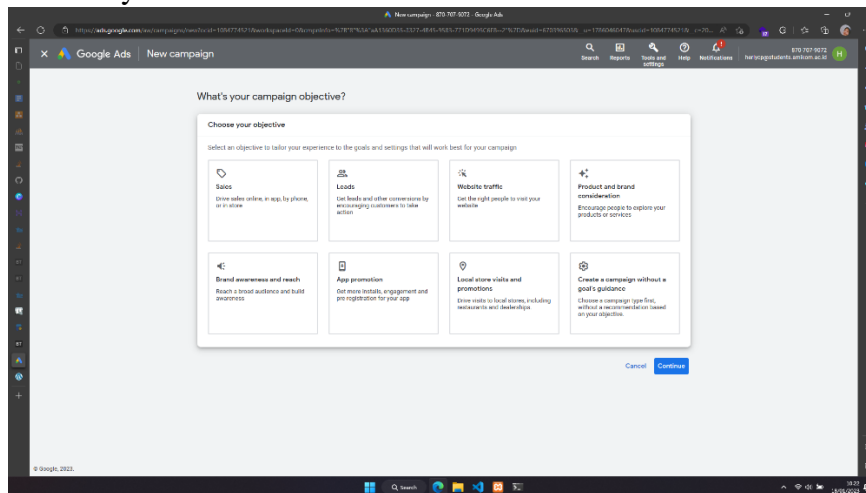 New campaign - 870-707-9072 - Google Ads
Google Ads
New campaign
Search
Reports
Tools and
settings
Help
Notifications
870-707-9072
H
What's your campaign objective?
Choose your objective
Select an objective to tailor your experience to the goals and settings that will work best for your campaign
Sales
Drive sales online, in app, by phone,
or in store
Leads
Get leads and other conversions by
encouraging customers to take
action
Website traffic
Get the right people to visit your
website
Product and brand
consideration
Encourage people to explore your
products or services
Brand awareness and reach
Reach a broad audience and build
awareness
App promotion
Get more installs, engagement and
pre-registration for your app
Local store visits and
promotions
Drive visits to local stores, including
restaurants and dealerships.
Create a campaign without a
goal's guidance
Choose a campaign type first,
without a recommendation based
on your objective.
Cancel
Continue
© Google, 2023.
Search